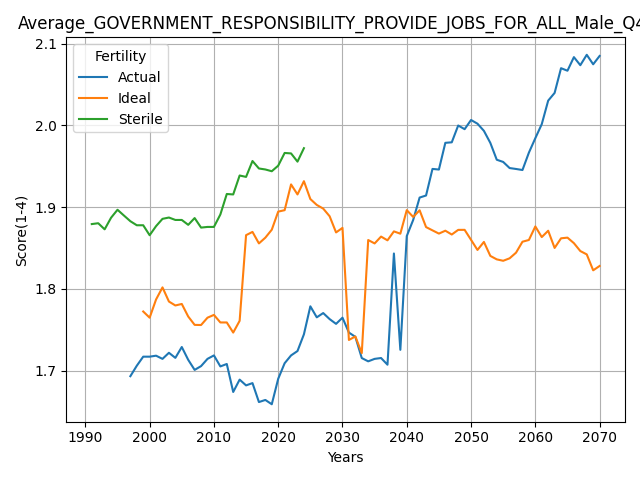 Average_GOVERNMENT_RESPONSIBILITY_PROVIDE_JOBS_FOR_ALL_Male_Q4
Fertility
Actual
Ideal
Sterile
Score(1-4)
2.1
2.0
1.9
1.8
1.7
1990 2000 2010 2020 2030 2040 2050 2060 2070
Years